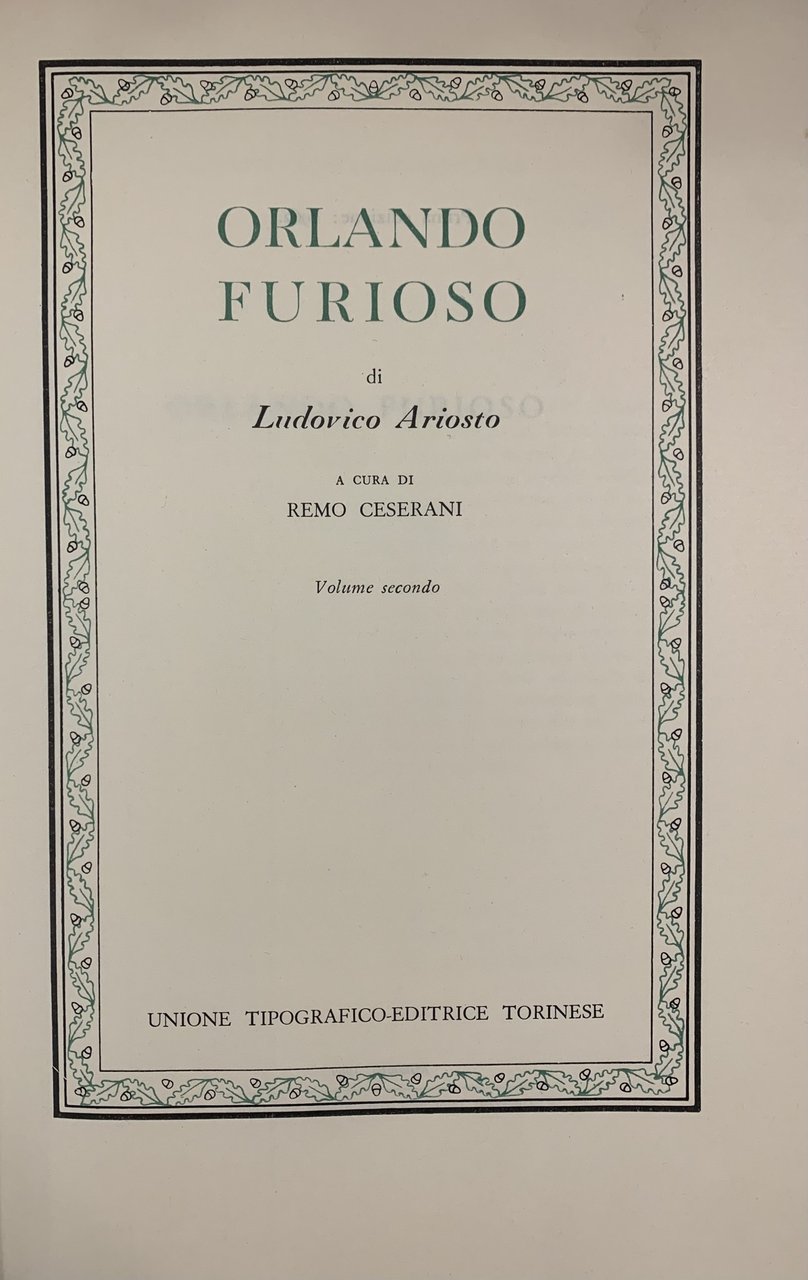 ORLANDO
FURIOSO
di
Ludovico Ariosto
A CURA DI
REMO CESERANI
Volume secondo
UNIONE TIPOGRAFICO-EDITRICE TORINESE